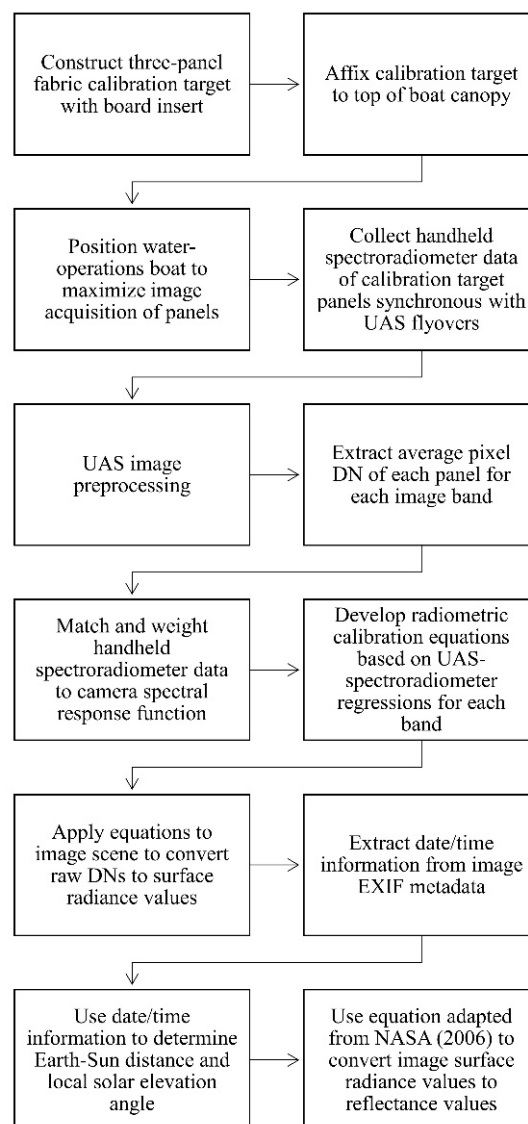 Construct three-panel
fabric calibration target
with board insert
Affix calibration target
to top of boat canopy
Position water-
operations boat to
maximize image
acquisition of panels
Collect handheld
spectroradiometer data
of calibration target
panels synchronous with
UAS flyovers
UAS image
preprocessing
Extract average pixel
DN of each panel for
each image band
Match and weight
handheld
spectroradiometer data
to camera spectral
response function
Develop radiometric
calibration equations
based on UAS-
spectroradiometer
regressions for each
band
Apply equations to
image scene to convert
raw DNs to surface
radiance values
Extract date/time
information from image
EXIF metadata
Use date/time
information to determine
Earth-Sun distance and
local solar elevation
angle
Use equation adapted
from NASA (2006) to
convert image surface
radiance values to
reflectance values